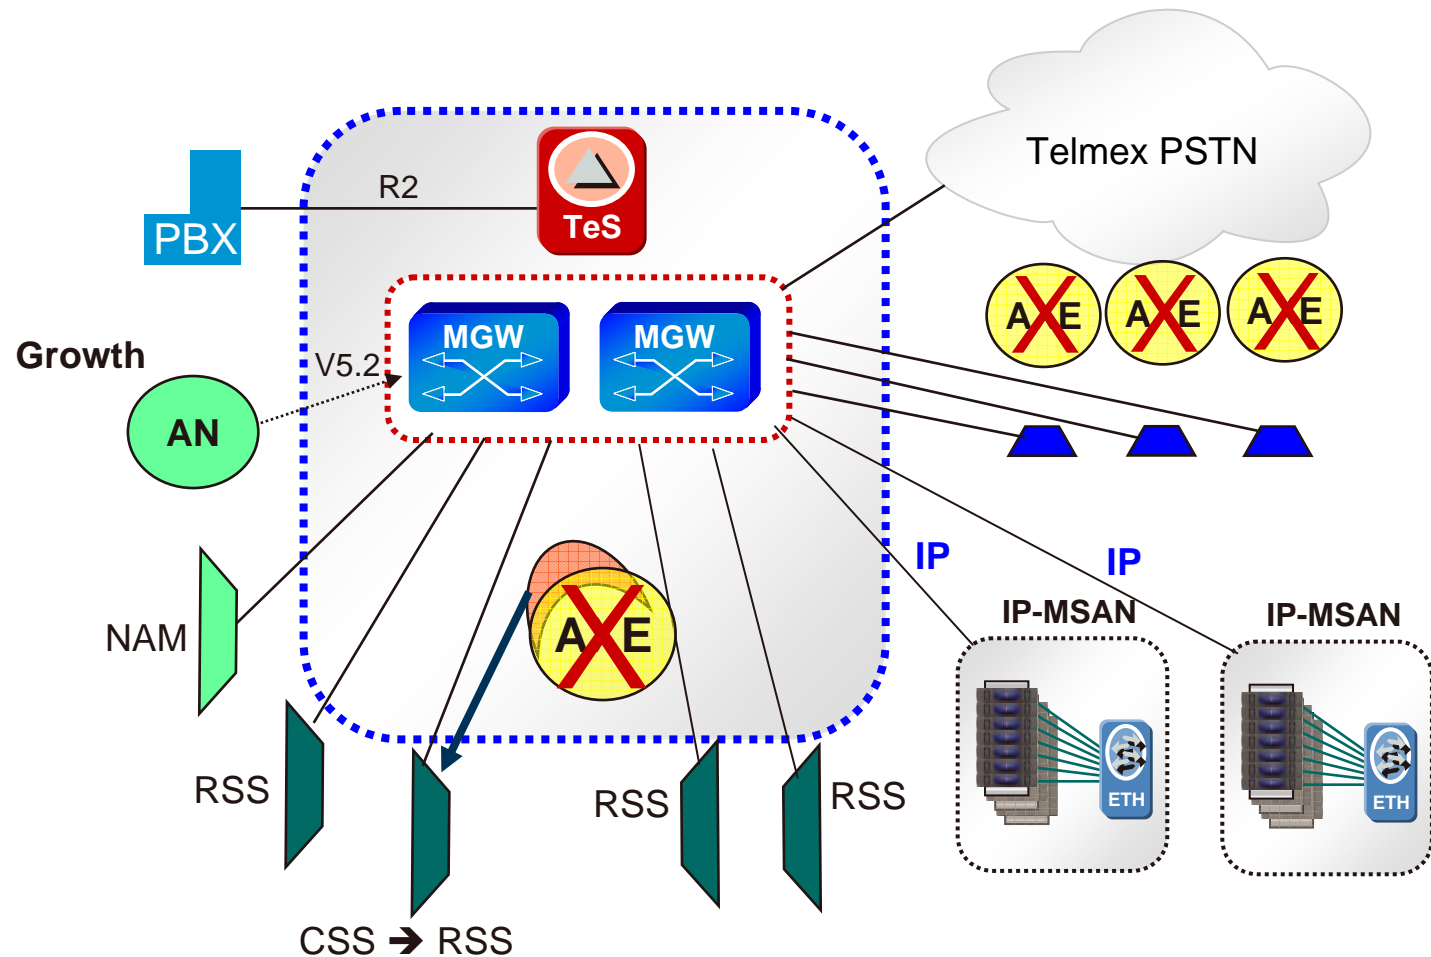 Telmex PSTN
R2
TeS
PBX
MGW
MGW
AXE
AXE
AXE
Growth
V5.2
AN
IP
IP
IP-MSAN
IP-MSAN
AXE
NAM
RSS
RSS
RSS
ETH
ETH
CSS ➔ RSS